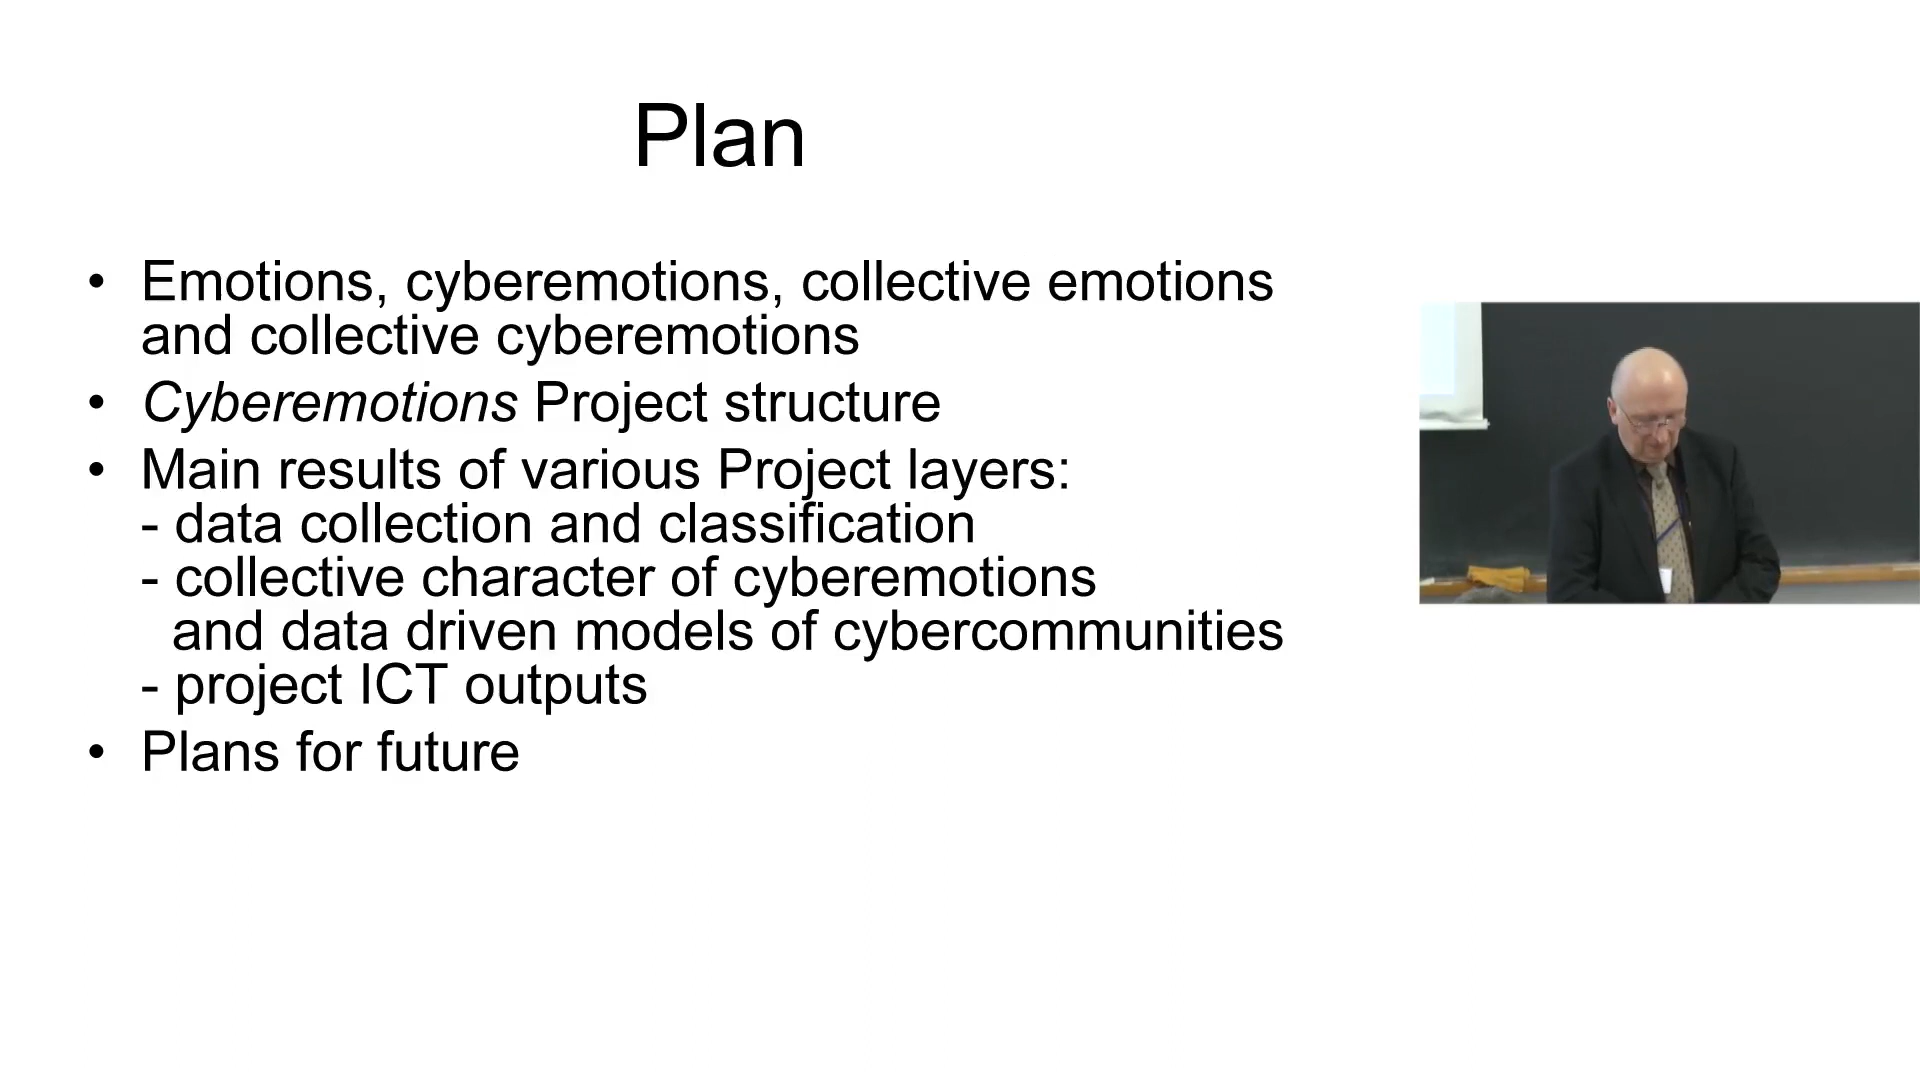 Plan
• Emotions, cyberemotions, collective emotions
and collective cyberemotions
• Cyberemotions Project structure
• Main results of various Project layers:
- data collection and classification
- collective character of cyberemotions
and data driven models of cybercommunities
- project ICT outputs
• Plans for future